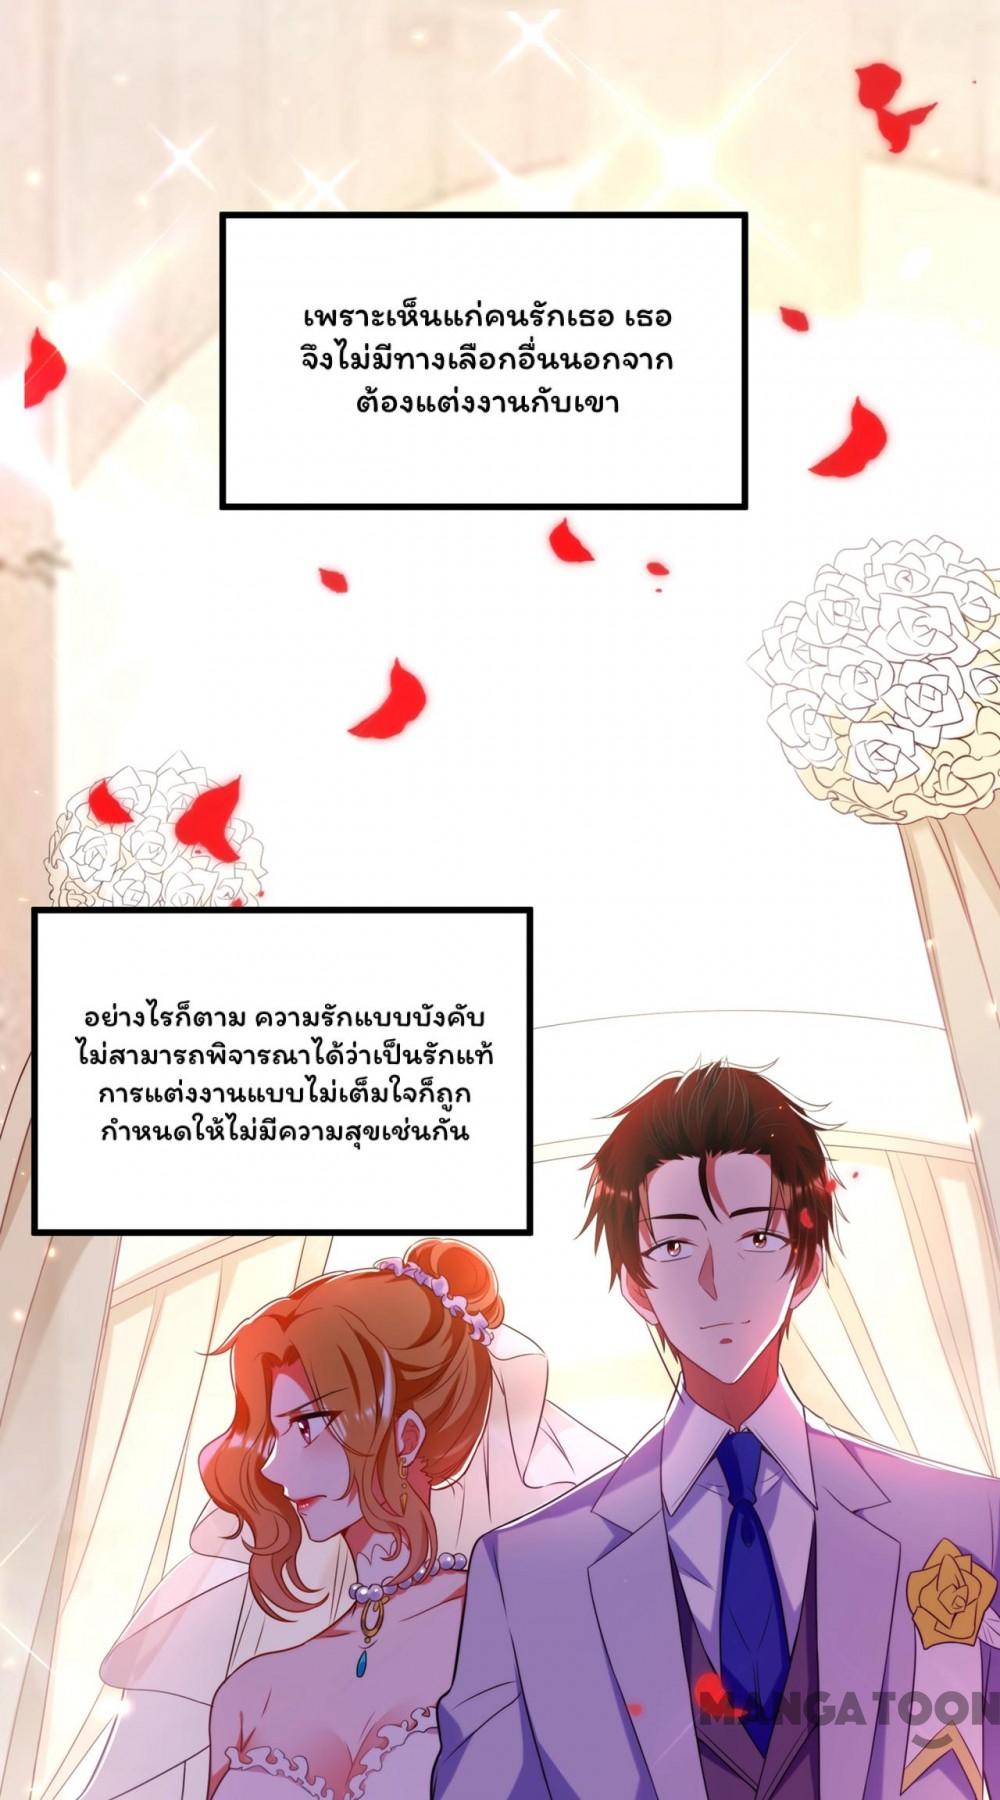 เพราะเห็นแก่คนรักเธอ เธอ
จึงไม่มีทางเลือกอื่นนอกจาก
ต้องแต่งงานกับเขา
อย่างไรก็ตาม ความรักแบบบังคับ
ไม่สามารถพิจารณาได้ว่าเป็นรักแท้
การแต่งงานแบบไม่เต็มใจก็ถูก
กำหนดให้ไม่มีความสุขเช่นกัน
MANGATOON